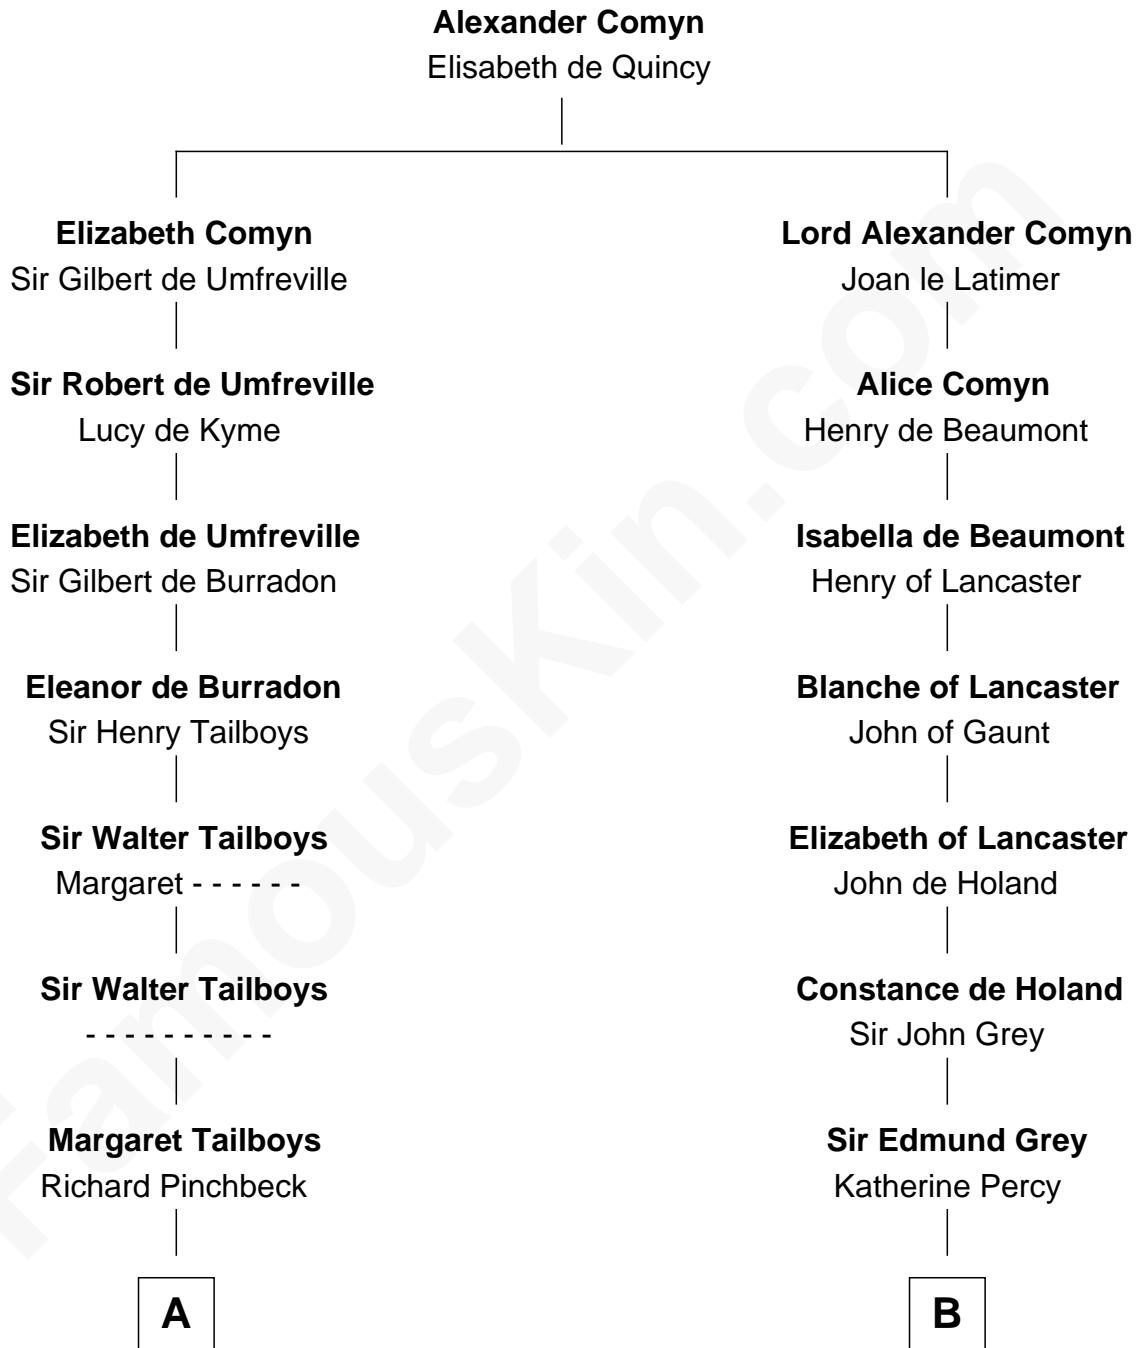 Alexander Comyn
Elisabeth de Quincy
Elizabeth Comyn
Sir Gilbert de Umfreville
Lord Alexander Comyn
Joan le Latimer
Sir Robert de Umfreville
Lucy de Kyme
Alice Comyn
Henry de Beaumont
Elizabeth de Umfreville
Sir Gilbert de Burradon
Isabella de Beaumont
Henry of Lancaster
Eleanor de Burradon
Sir Henry Tailboys
Blanche of Lancaster
John of Gaunt
Sir Walter Tailboys
Margaret - - - - - -
Elizabeth of Lancaster
John de Holand
Sir Walter Tailboys
- - - - - - - - - -
Constance de Holand
Sir John Grey
Margaret Tailboys
Richard Pinchbeck
Sir Edmund Grey
Katherine Percy
A
B
FamousKin.com